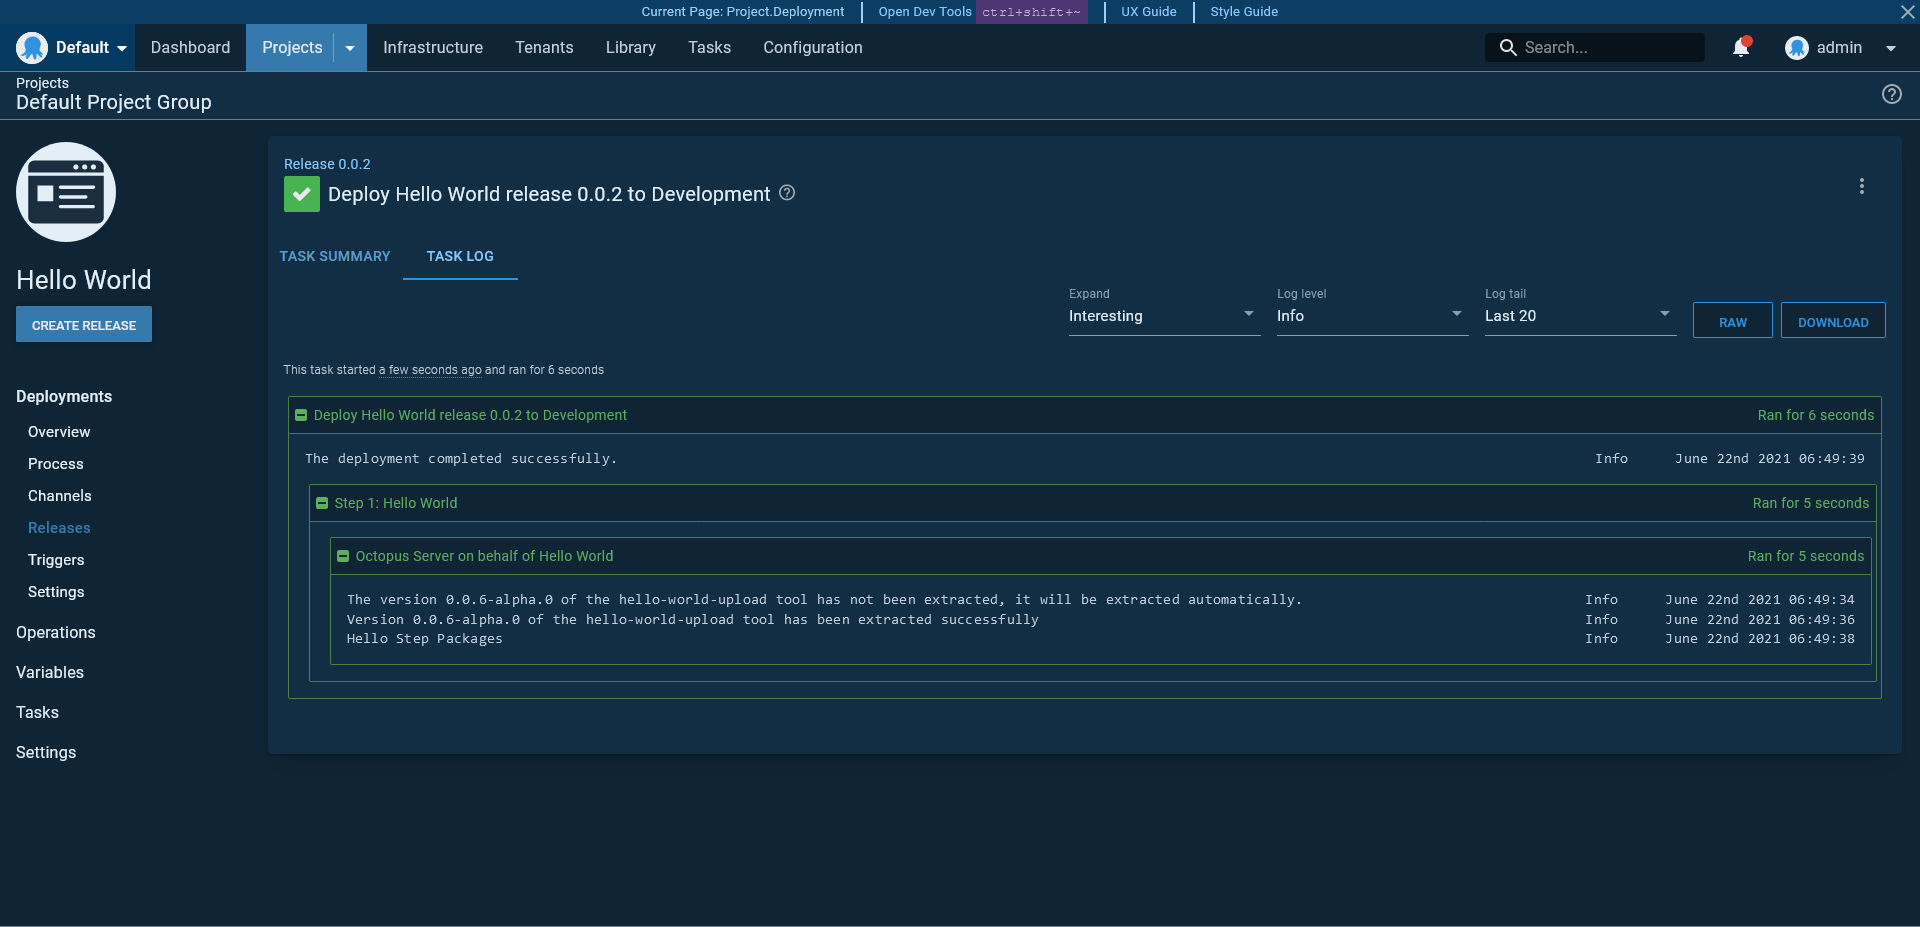 Current Page: Project.Deployment Open Dev Tools ctrl+shift+~ UX Guide Style Guide
Default Dashboard Projects Infrastructure Tenants Library Tasks Configuration Search... admin
Projects
Default Project Group
Hello World
CREATE RELEASE
Deployments
Overview
Process
Channels
Releases
Triggers
Settings
Operations
Variables
Tasks
Settings
Release 0.0.2
Deploy Hello World release 0.0.2 to Development
TASK SUMMARY TASK LOG
Expand Log level Log tail
Interesting Info Last 20 RAW DOWNLOAD
This task started a few seconds ago and ran for 6 seconds
Deploy Hello World release 0.0.2 to Development Ran for 6 seconds
The deployment completed successfully. Info June 22nd 2021 06:49:39
Step 1: Hello World Ran for 5 seconds
Octopus Server on behalf of Hello World Ran for 5 seconds
The version 0.0.6-alpha.0 of the hello-world-upload tool has not been extracted, it will be extracted automatically. Info June 22nd 2021 06:49:34
Version 0.0.6-alpha.0 of the hello-world-upload tool has been extracted successfully Info June 22nd 2021 06:49:36
Hello Step Packages Info June 22nd 2021 06:49:38